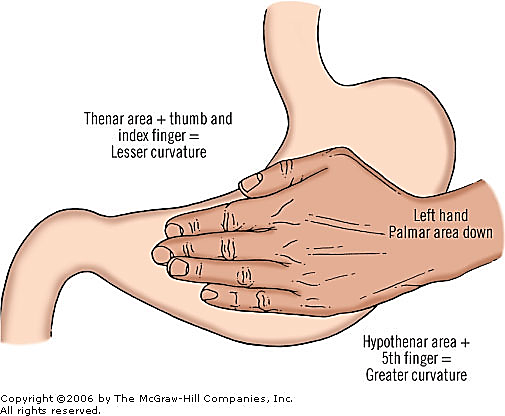 Thenar area + thumb and
index finger =
Lesser curvature
Left hand
Palmar area down
Hypothenar area +
5th finger =
Greater curvature
Copyright ©2006 by The McGraw-Hill Companies, Inc.
All rights reserved.